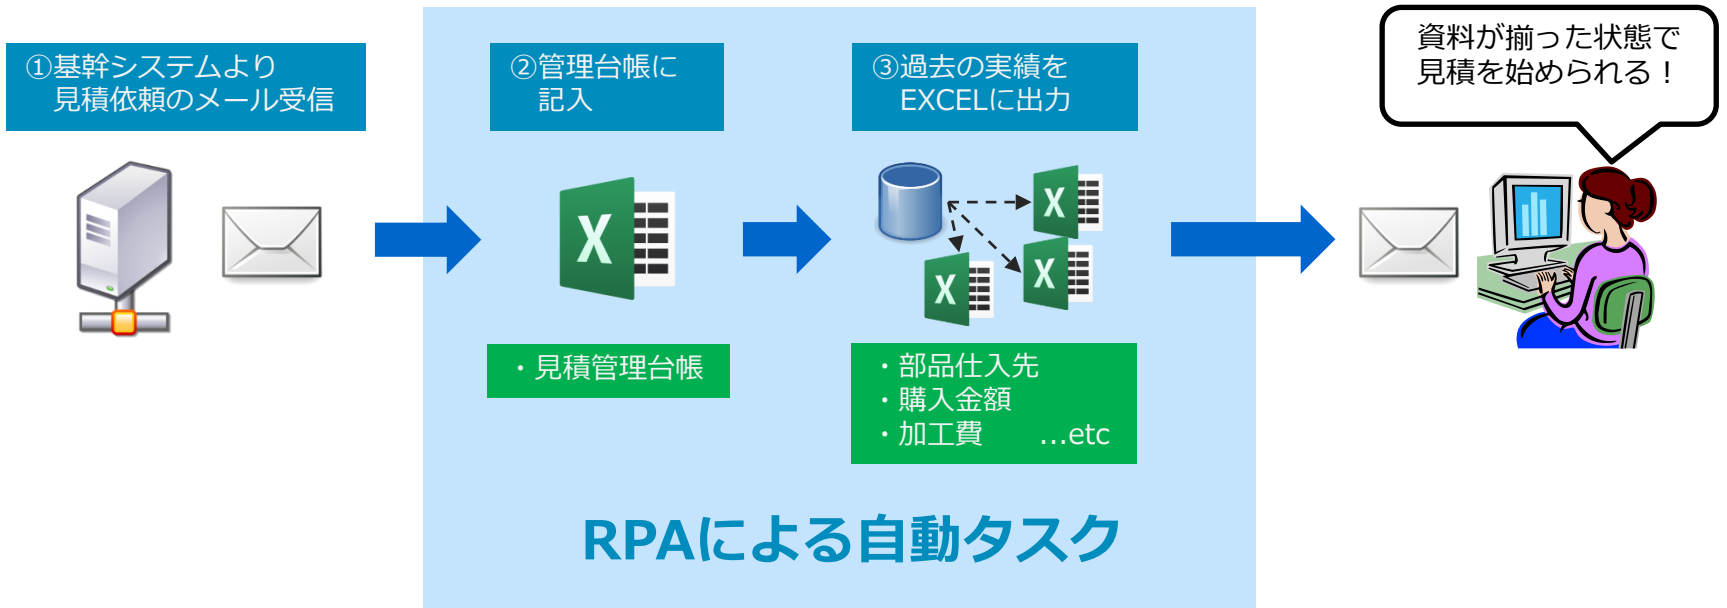 ①基幹システムより
見積依頼のメール受信
②管理台帳に
記入
③過去の実績を
EXCELに出力
資料が揃った状態で
見積を始められる！
X
X
X
X
・見積管理台帳
・部品仕入先
・購入金額
・加工費 …etc
RPAによる自動タスク